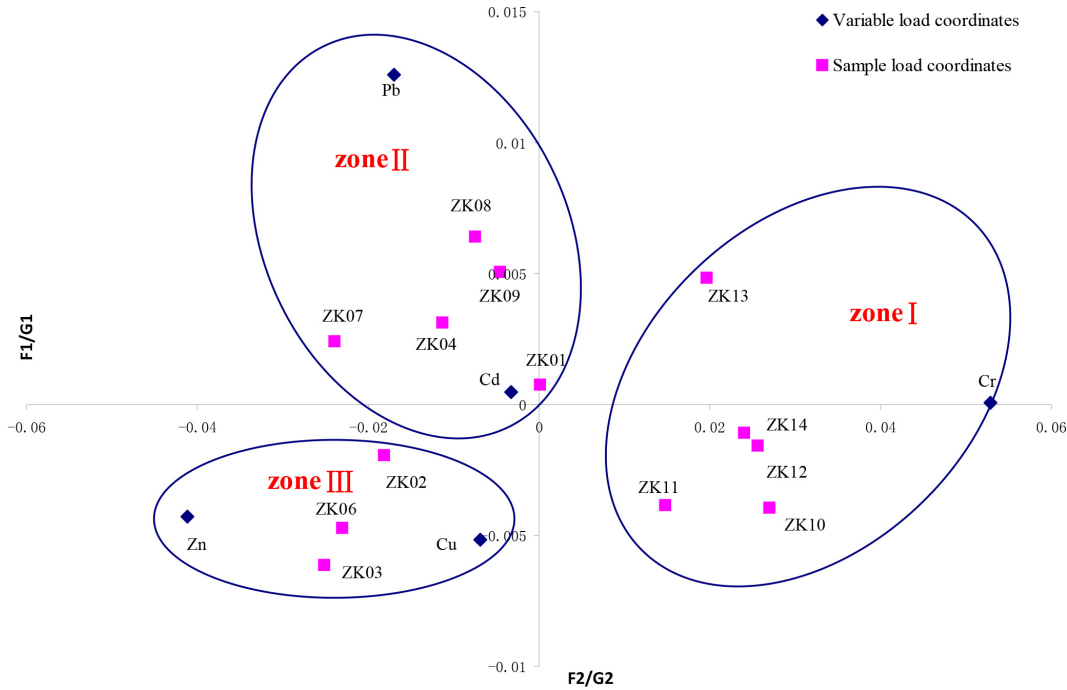 0.015
Variable load coordinates
Pb
Sample load coordinates
0.01
zoneⅡ
ZK08
0.005
ZK09
ZK13
zoneⅠ
ZK07
ZK04
F1/G1
ZK01
Cd
Cr
0
-0.06
-0.04
-0.02
0
0.02
0.04
0.06
ZK14
zoneⅢ
ZK02
ZK12
ZK11
ZK06
ZK10
Zn
Cu
-0.005
ZK03
-0.01
F2/G2